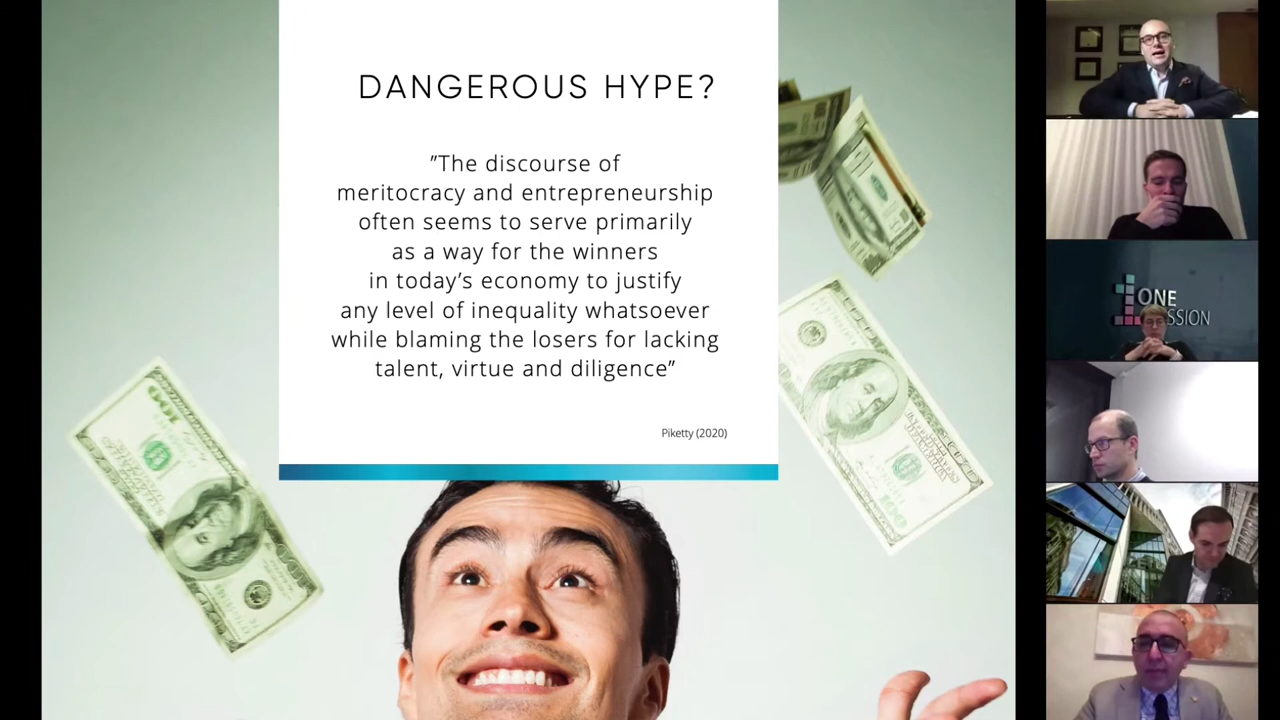 DANGEROUS HYPE?
”The discourse of
meritocracy and entrepreneurship
often seems to serve primarily
as a way for the winners
in today’s economy to justify
any level of inequality whatsoever
while blaming the losers for lacking
talent, virtue and diligence”
Piketty (2020)
ONE
100
100